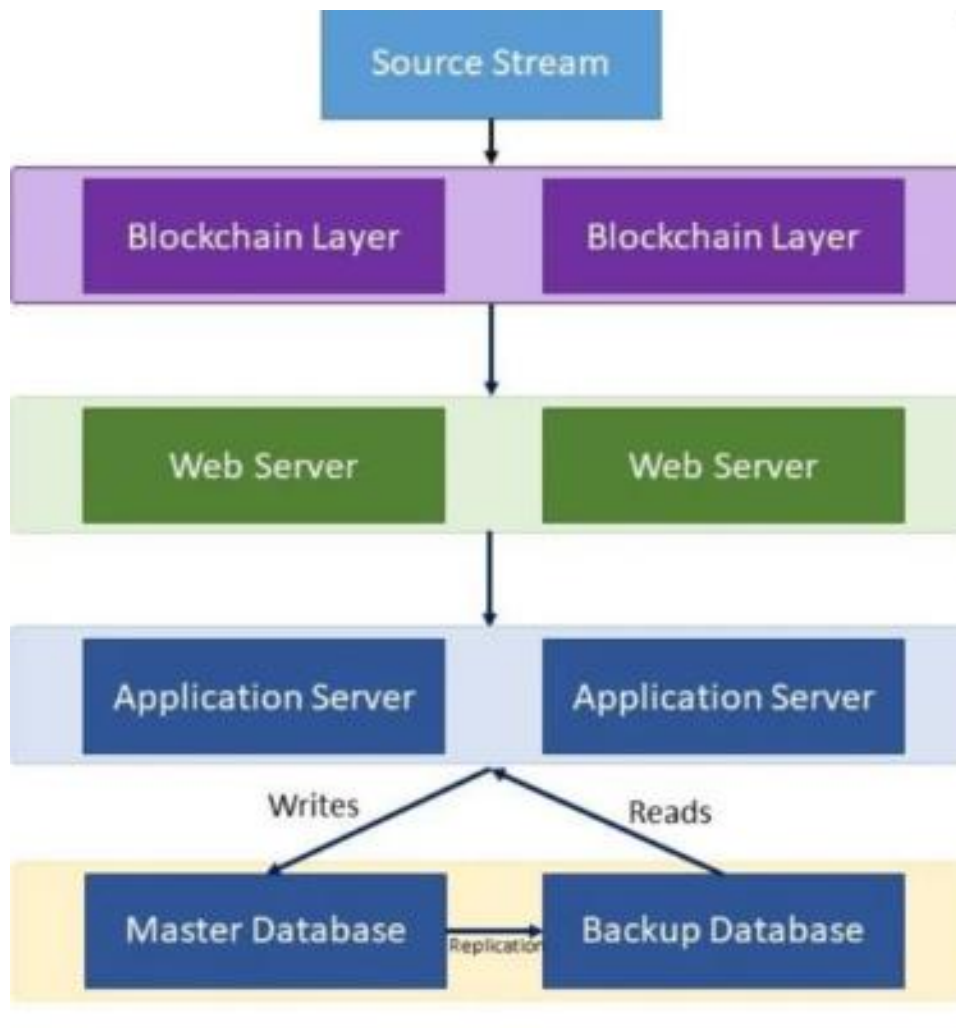 Source Stream
Blockchain Layer
Blockchain Layer
Web Server
Web Server
Application Server
Application Server
Writes
Reads
Master Database
Replication
Backup Database